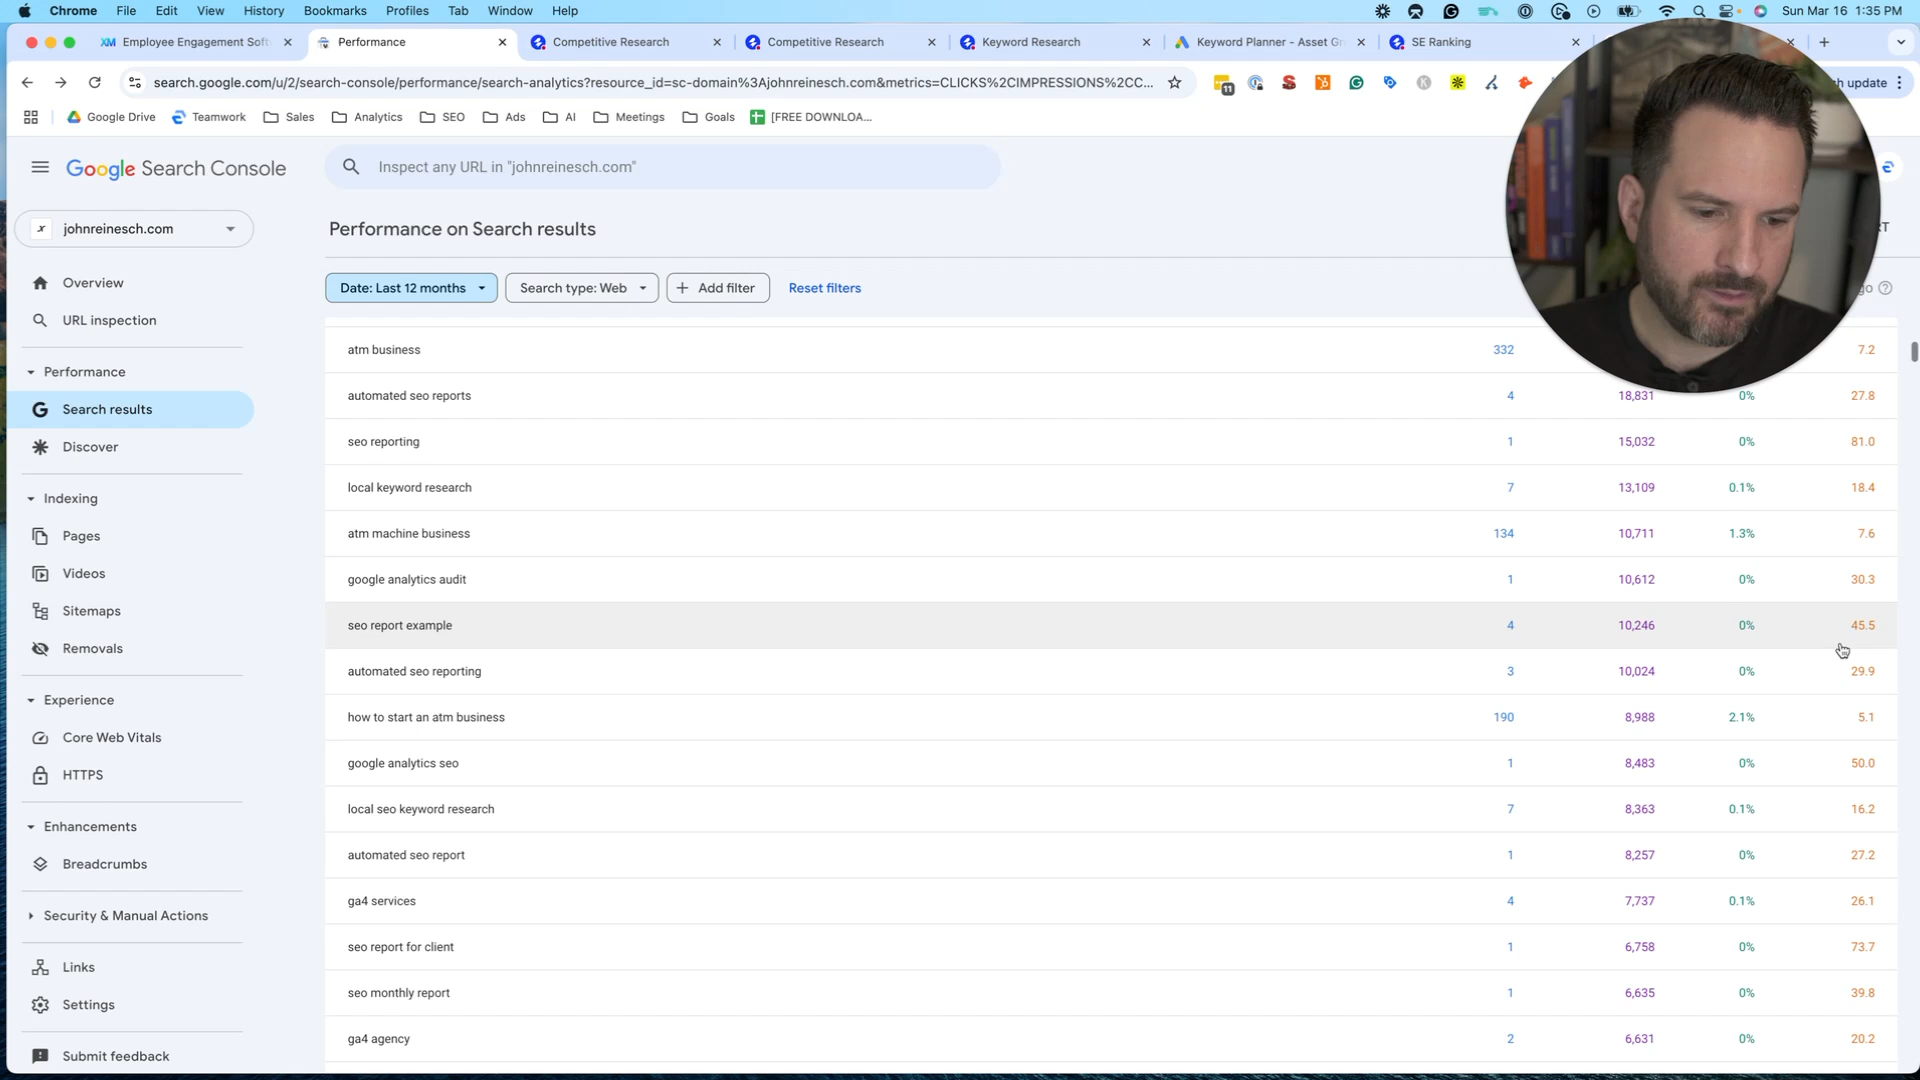 Chrome File Edit View History Bookmarks Profiles Tab Window Help Sun Mar 16 1:35 PM
XM Employee Engagement Soft Performance Competitive Research Competitive Research Keyword Research Keyword Planner - Asset Gr SE Ranking
search.google.com/u/2/search-console/performance/search-analytics?resource_id=sc-domain%3Ajohnreinesch.com&metrics=CLICKS%2CIMPRESSIONS%2CC... 11 update
Google Drive Teamwork Sales Analytics SEO Ads AI Meetings Goals [FREE DOWNLOA...
Google Search Console
Inspect any URL in "johnreinesch.com"
johnreinesch.com
Performance on Search results
Date: Last 12 months Search type: Web Add filter Reset filters
Overview
URL inspection
Performance
Search results
Discover
Indexing
Pages
Videos
Sitemaps
Removals
Experience
Core Web Vitals
HTTPS
Enhancements
Breadcrumbs
Security & Manual Actions
Links
Settings
Submit feedback
atm business 332 7.2
automated seo reports 4 18,831 0% 27.8
seo reporting 1 15,032 0% 81.0
local keyword research 7 13,109 0.1% 18.4
atm machine business 134 10,711 1.3% 7.6
google analytics audit 1 10,612 0% 30.3
seo report example 4 10,246 0% 45.5
automated seo reporting 3 10,024 0% 29.9
how to start an atm business 190 8,988 2.1% 5.1
google analytics seo 1 8,483 0% 50.0
local seo keyword research 7 8,363 0.1% 16.2
automated seo report 1 8,257 0% 27.2
ga4 services 4 7,737 0.1% 26.1
seo report for client 1 6,758 0% 73.7
seo monthly report 1 6,635 0% 39.8
ga4 agency 2 6,631 0% 20.2